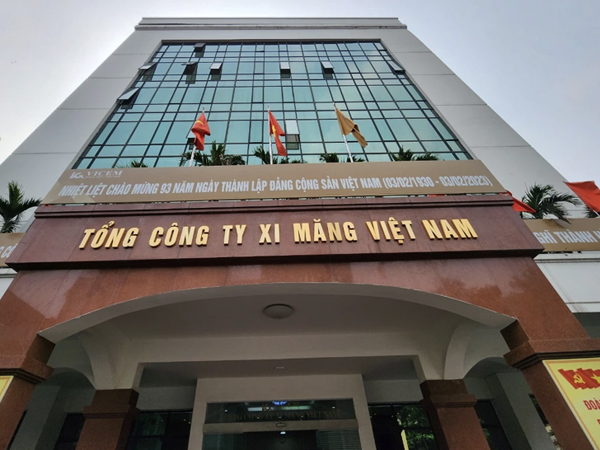 VICEM
NHIỆT LIỆT CHÀO MỪNG 93 NĂM NGÀY THÀNH LẬP ĐẢNG CỘNG SẢN VIỆT NAM (03/02/1930 - 03/02/2023)
TỔNG CÔNG TY XI MĂNG VIỆT NAM